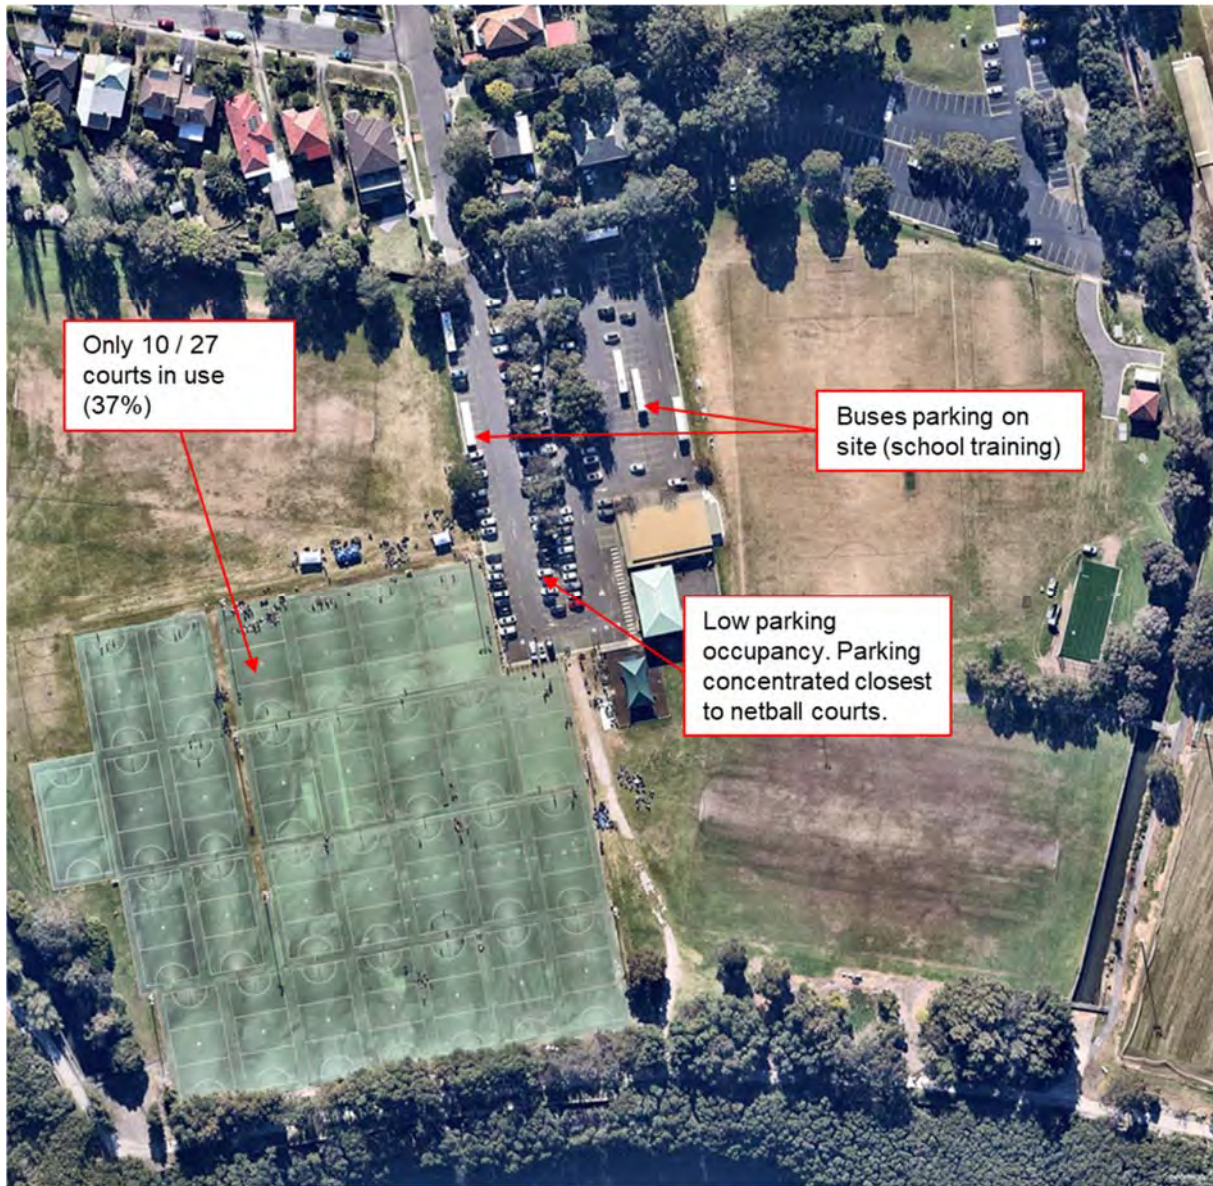 Only 10 / 27
courts in use
(37%)
Buses parking on
site (school training)
Low parking
occupancy. Parking
concentrated closest
to netball courts.